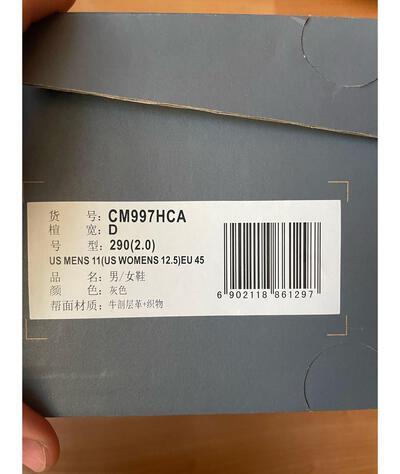 货 号: CM997HCA
楦 宽: D
号 型: 290(2.0)
US MENS 11(US WOMENS 12.5)EU 45
品 名: 男/女鞋
颜 色: 灰色
帮面材质: 牛剖层革+织物
6 902118 861297